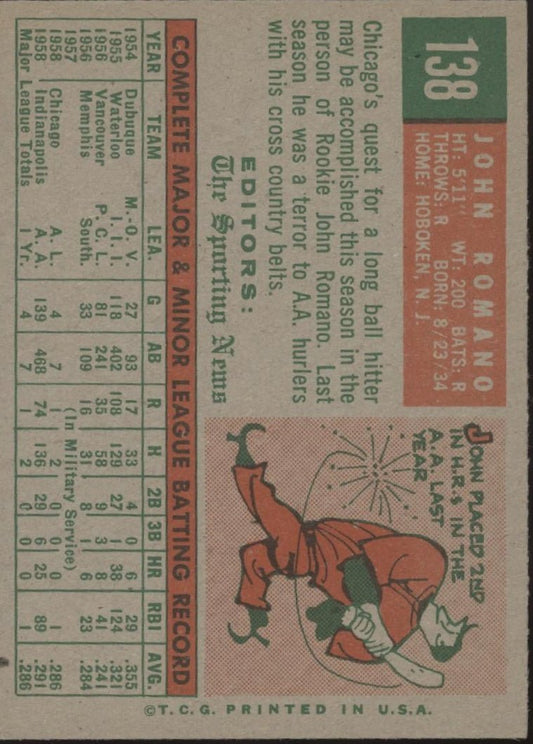 138
JOHN ROMANO
HT: 5'11" WT: 200 BATS: R
THROWS: R BORN: 8/23/34
HOME: HOBOKEN, N. J.
Chicago's quest for a long ball hitter
may be accomplished this season in the
person of Rookie John Romano. Last
season he was a terror to A.A. hurlers
with his cross country belts.
EDITORS:
The Sporting News
JOHN PLACED 2ND
IN H.R.s IN THE
A.A. LAST
YEAR
COMPLETE MAJOR & MINOR LEAGUE BATTING RECORD
YEAR TEAM LEA. G AB R H 2B 3B HR RBI AVG.
1954 Dubuque M.-O. V. 27 93 17 33 4 0 6 29 .355
1955 Waterloo I. I. I. 118 402 108 129 27 1 38 124 .321
1956 Vancouver P. C. L. 81 241 35 58 9 3 8 41 .241
1956 Memphis South. 33 109 16 31 8 1 6 23 .284
1957 (In Military Service)
1958 Chicago A. L. 4 7 1 2 0 0 0 1 .286
1958 Indianapolis A. A. 139 468 74 136 29 6 25 89 .291
Major League Totals 1 Yr. 4 7 1 2 0 0 0 1 .286
©T.C.G. PRINTED IN U.S.A.